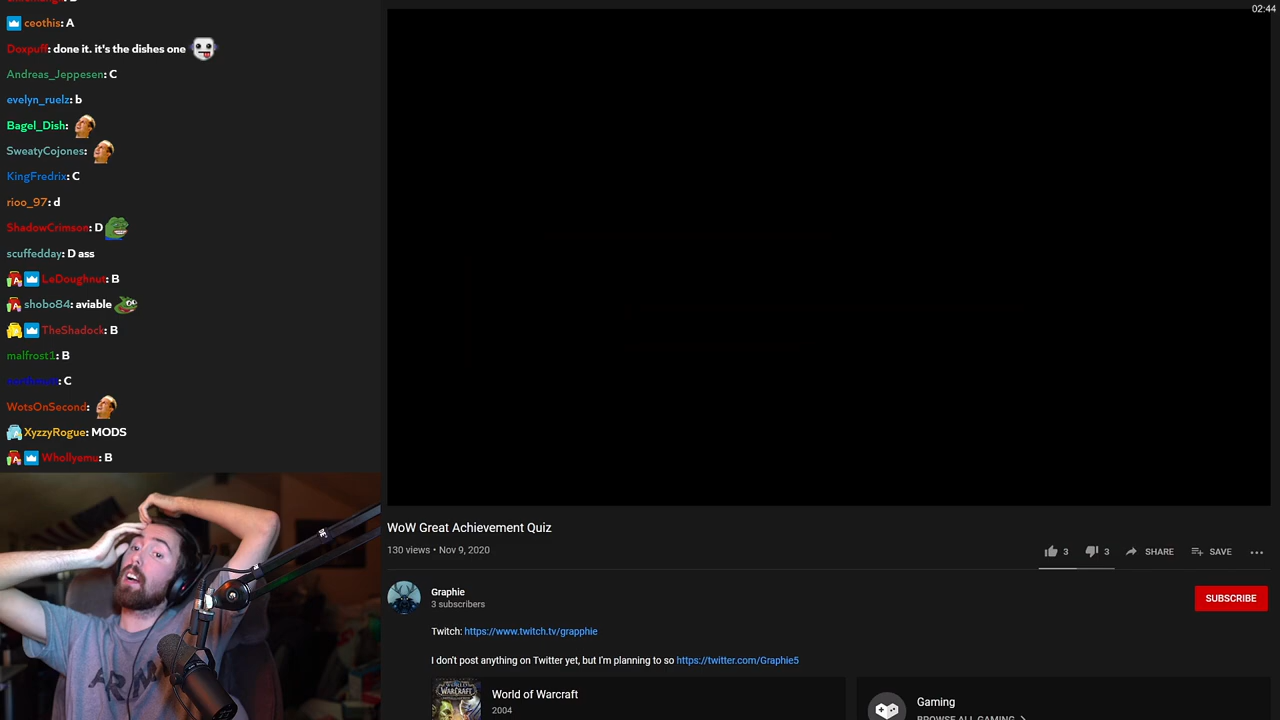 ceothis: A
Doxpuff: done it. it's the dishes one
Andreas_Jeppesen: C
evelyn_ruelz: b
Bagel_Dish:
SweatyCojones:
KingFredrix: C
rioo_97: d
ShadowCrimson: D
scuffedday: D ass
LeDoughnut: B
shobo84: aviable
TheShadock: B
malfrost1: B
: C
WotsOnSecond:
XyzzyRogue: MODS
Whollyemu: B
02:44
WoW Great Achievement Quiz
130 views • Nov 9, 2020
3
3
SHARE
SAVE
Graphie
3 subscribers
SUBSCRIBE
Twitch: https://www.twitch.tv/grapphie
I don't post anything on Twitter yet, but I'm planning to so https://twitter.com/Graphie5
World of Warcraft
2004
Gaming
BROWSE ALL GAMING